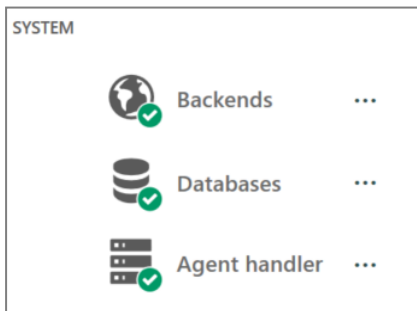 SYSTEM
Backends ...
Databases ...
Agent handler ...